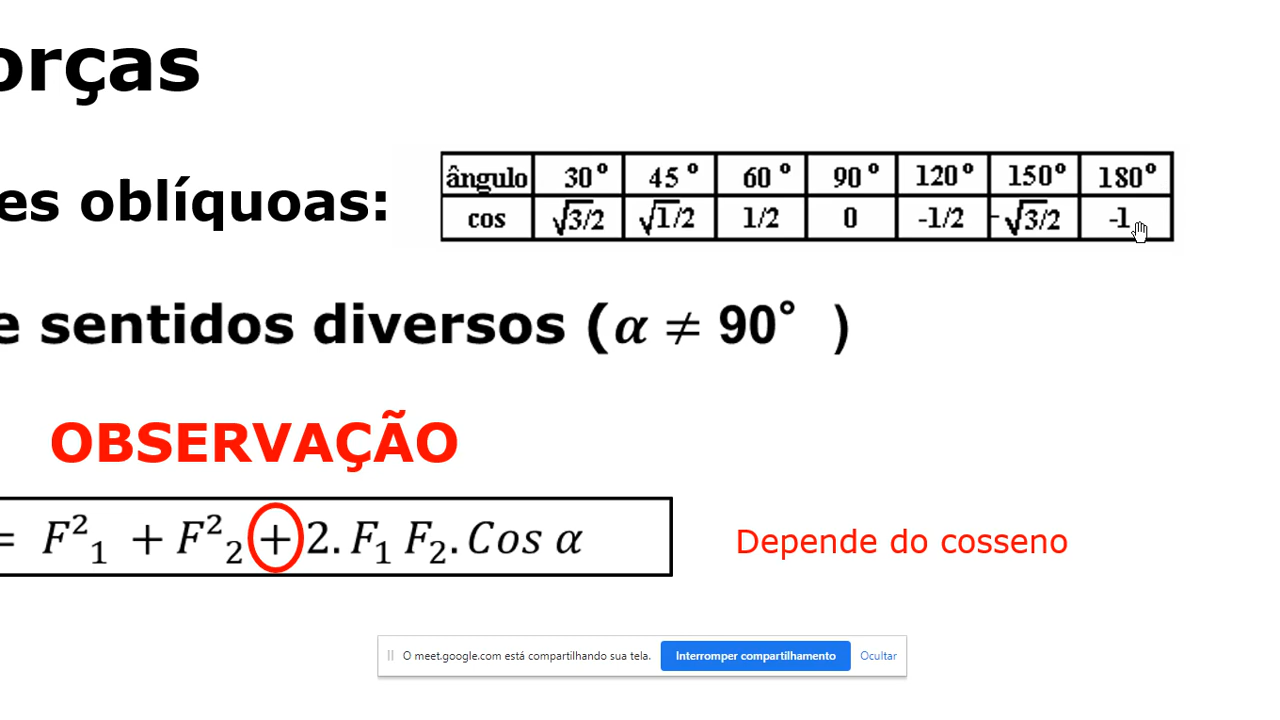 orças
es oblíquoas:
ângulo 30° 45° 60° 90° 120° 150° 180°
cos √3/2 √1/2 1/2 0 -1/2 -√3/2 -1
e sentidos diversos (α ≠ 90° )
OBSERVAÇÃO
= F²₁ + F²₂ + 2. F₁ F₂. Cos α
Depende do cosseno
O meet.google.com está compartilhando sua tela. Interromper compartilhamento Ocultar